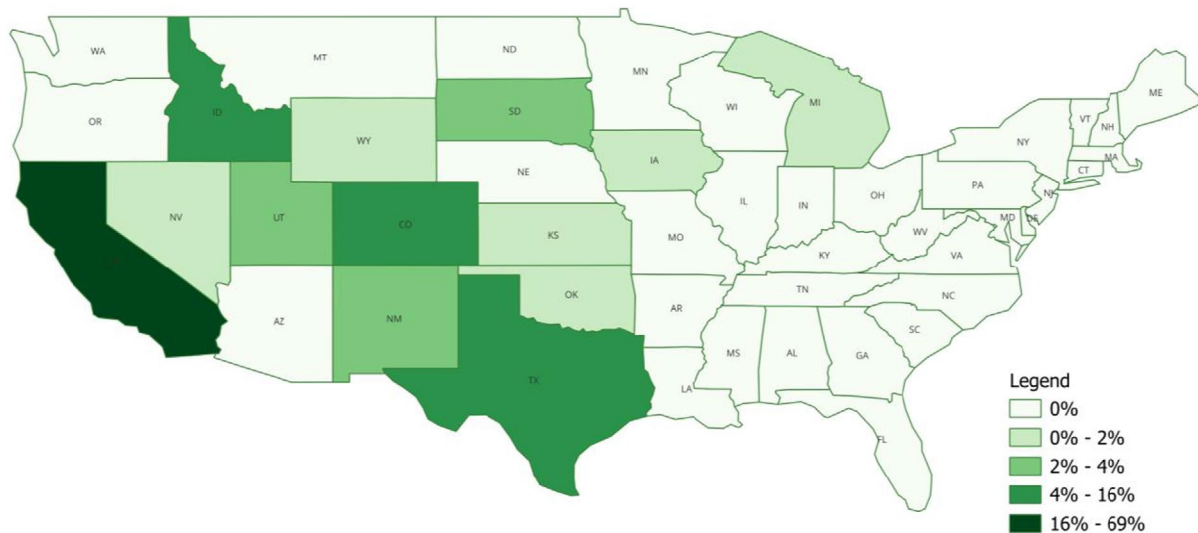 WA
MT
ND
MN
ME
OR
ID
SD
WI
MI
VT
NH
NY
WY
IA
MA
CT
NE
PA
NV
UT
CO
IL
IN
OH
NJ
MD
DE
KS
MO
WV
KY
VA
AZ
NM
OK
AR
TN
NC
SC
TX
MS
AL
GA
LA
FL
Legend
0%
0% - 2%
2% - 4%
4% - 16%
16% - 69%